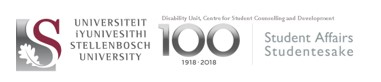 Disability Unit, Centre for Student Counselling and Development
UNIVERSITEIT
iYUNIVESITHI
STELLENBOSCH
UNIVERSITY
100
1918 · 2018
Student Affairs
Studentesake